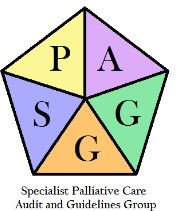 P A
S G
G
Specialist Palliative Care
Audit and Guidelines Group